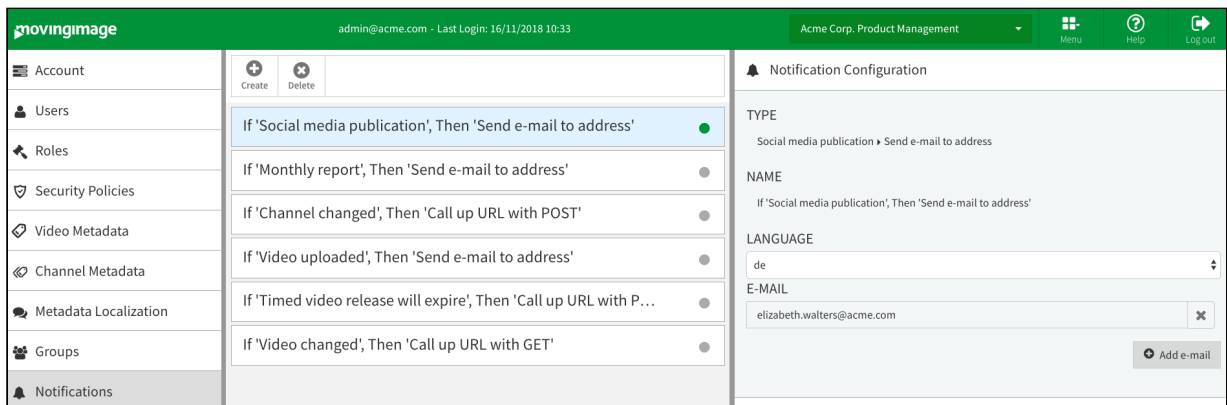 movingimage
admin@acme.com - Last Login: 16/11/2018 10:33
Acme Corp. Product Management
Menu
Help
Log out
Account
Users
Roles
Security Policies
Video Metadata
Channel Metadata
Metadata Localization
Groups
Notifications
Create
Delete
If 'Social media publication', Then 'Send e-mail to address'
If 'Monthly report', Then 'Send e-mail to address'
If 'Channel changed', Then 'Call up URL with POST'
If 'Video uploaded', Then 'Send e-mail to address'
If 'Timed video release will expire', Then 'Call up URL with P...
If 'Video changed', Then 'Call up URL with GET'
Notification Configuration
TYPE
Social media publication ▸ Send e-mail to address
NAME
If 'Social media publication', Then 'Send e-mail to address'
LANGUAGE
de
E-MAIL
elizabeth.walters@acme.com
Add e-mail